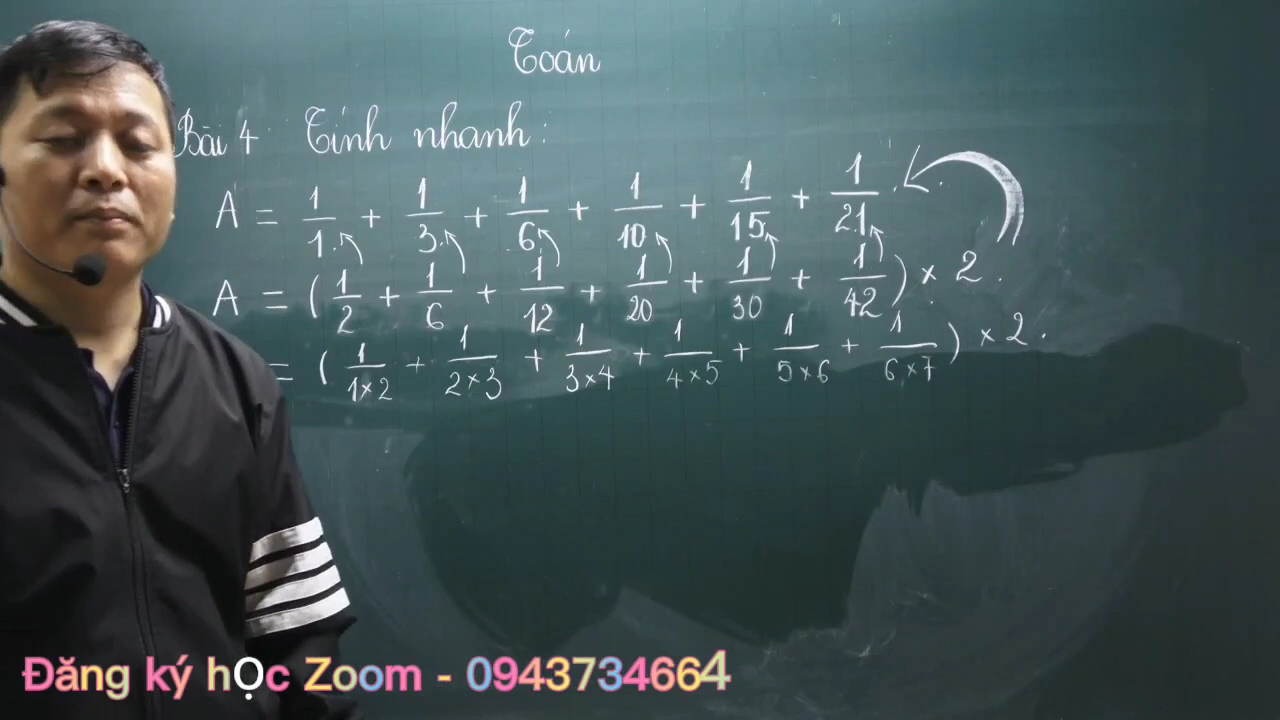 Toán
Bài 4 Tính nhanh:
A = 1/1 + 1/3 + 1/6 + 1/10 + 1/15 + 1/21
A = (1/2 + 1/6 + 1/12 + 1/20 + 1/30 + 1/42) × 2.
= (1/1×2 + 1/2×3 + 1/3×4 + 1/4×5 + 1/5×6 + 1/6×7) × 2.
Đăng ký học Zoom - 0943734664